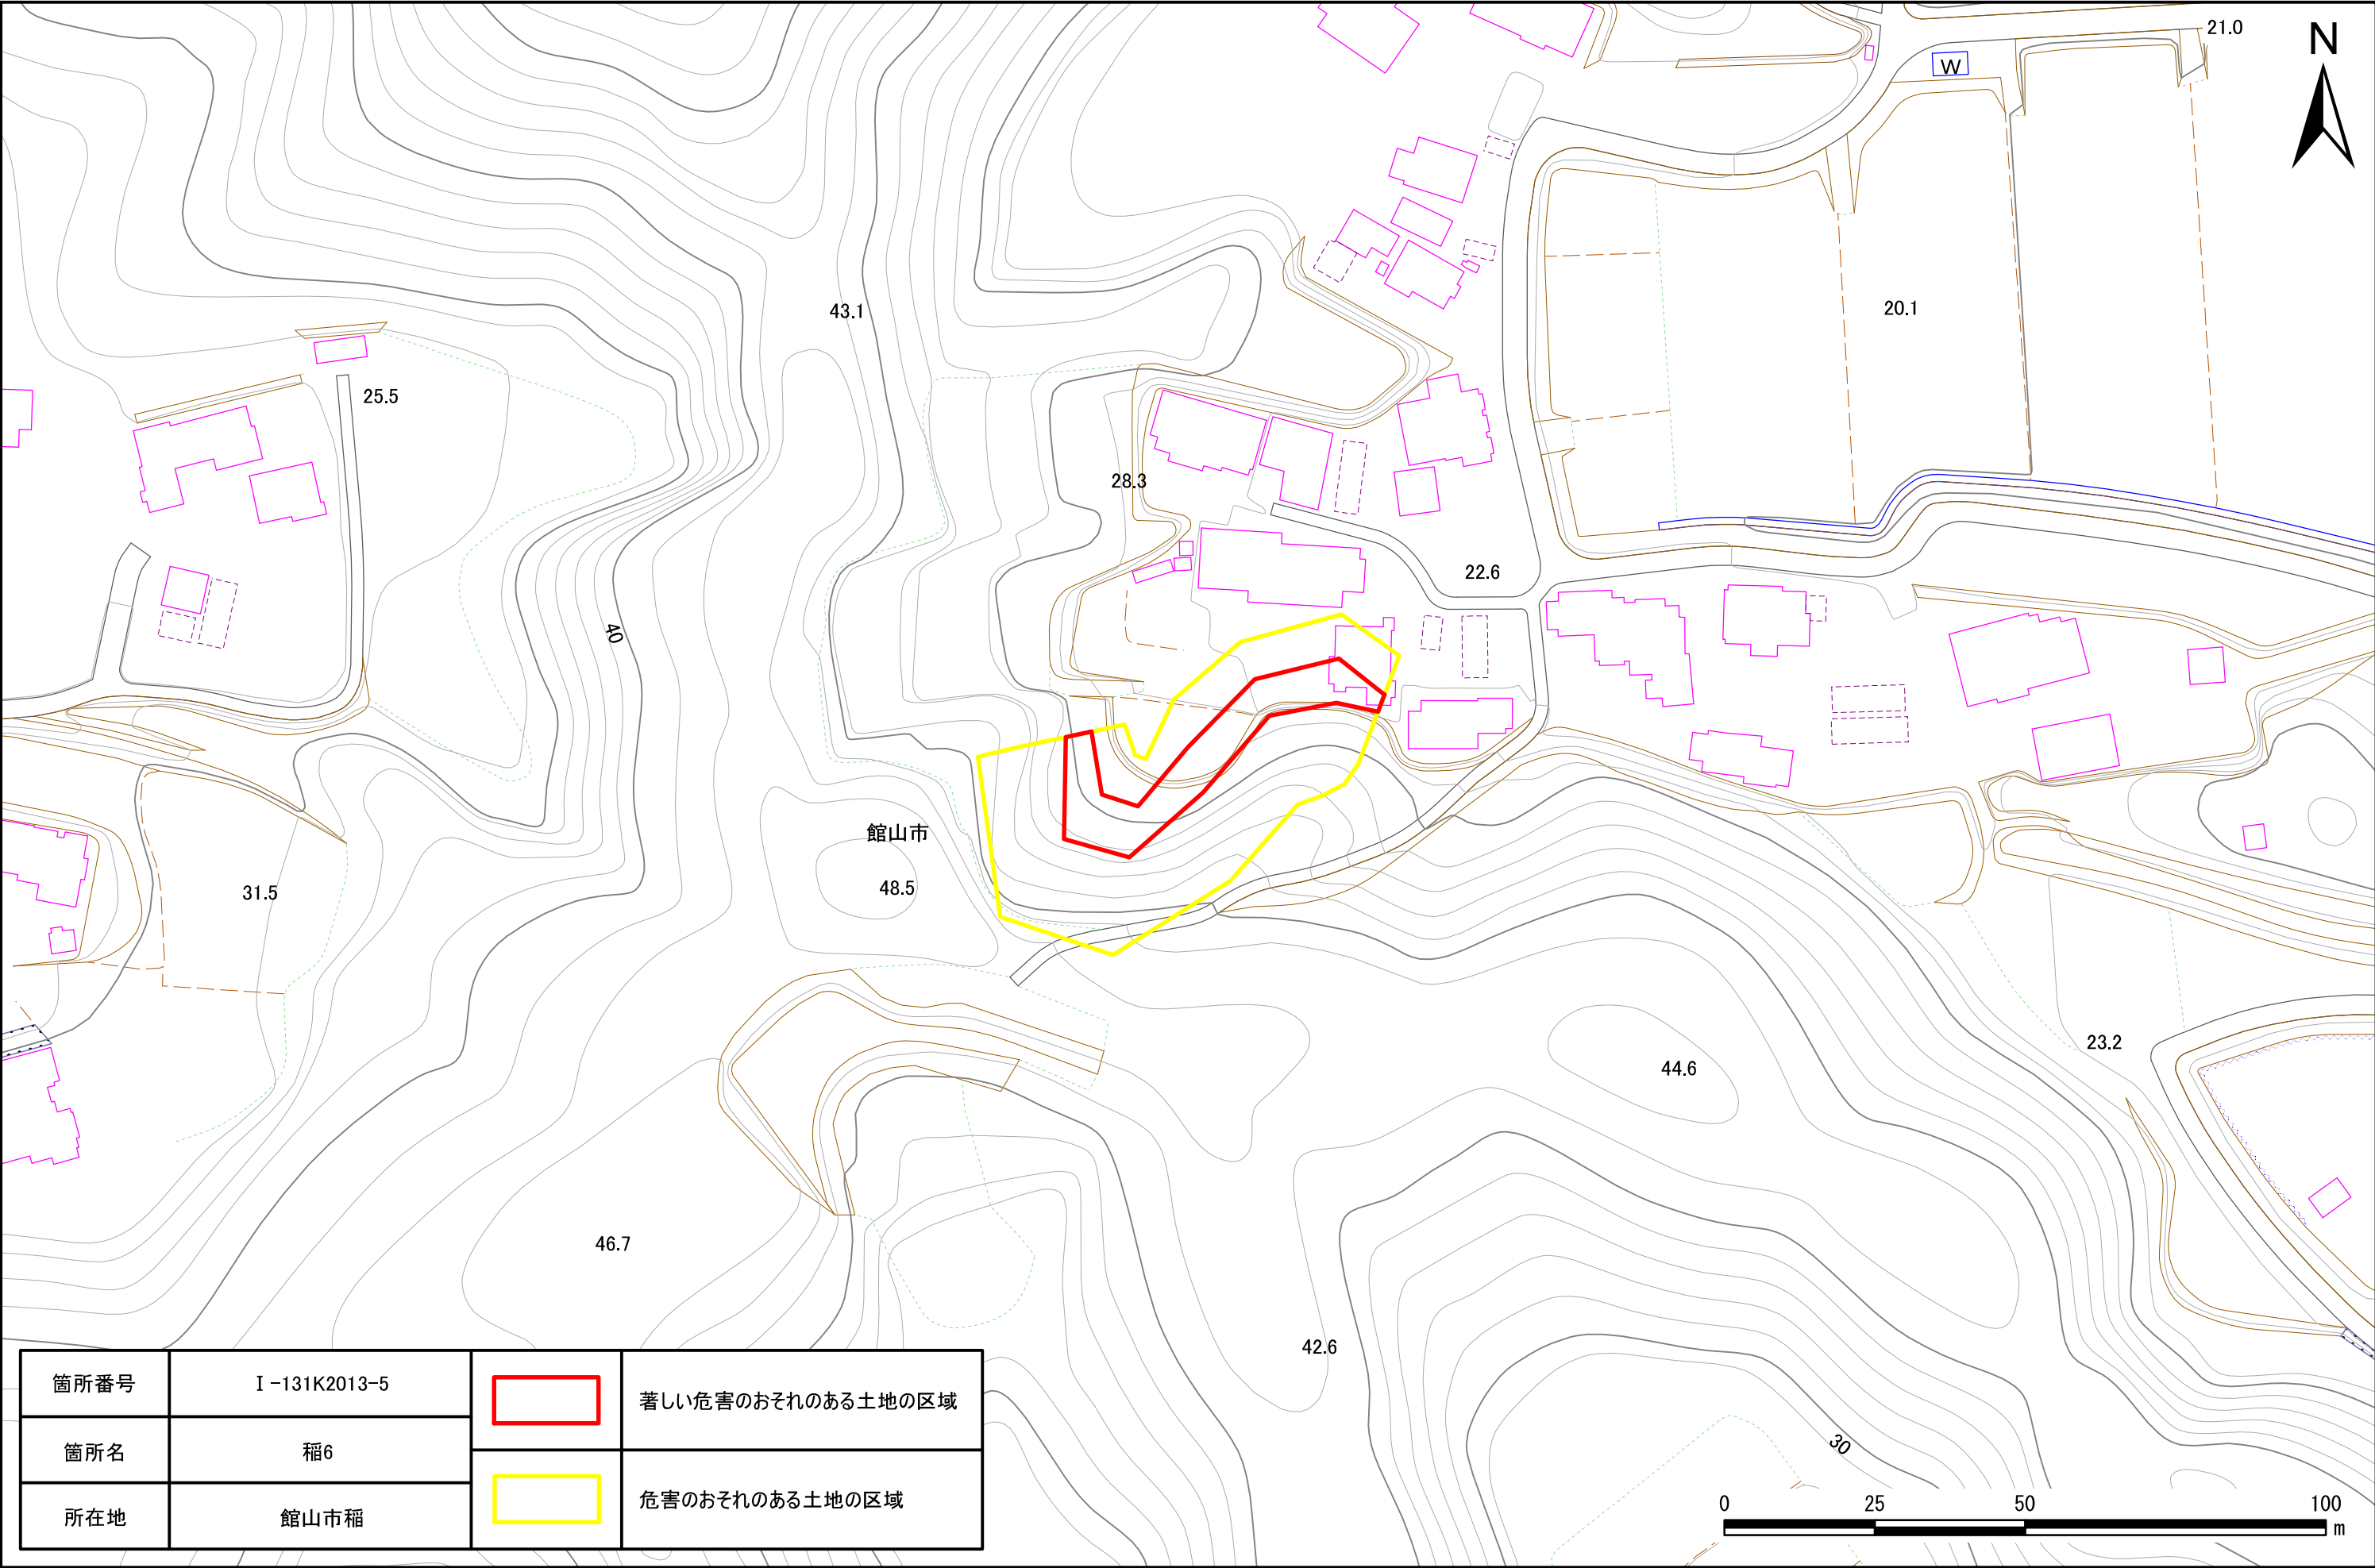 21.0
N
W
43.1
20.1
25.5
28.3
22.6
40
館山市
48.5
31.5
23.2
44.6
46.7
42.6
30
箇所番号 Ⅰ-131K2013-5
箇所名 稲6
所在地 館山市稲
著しい危害のおそれのある土地の区域
危害のおそれのある土地の区域
0 25 50 100
m